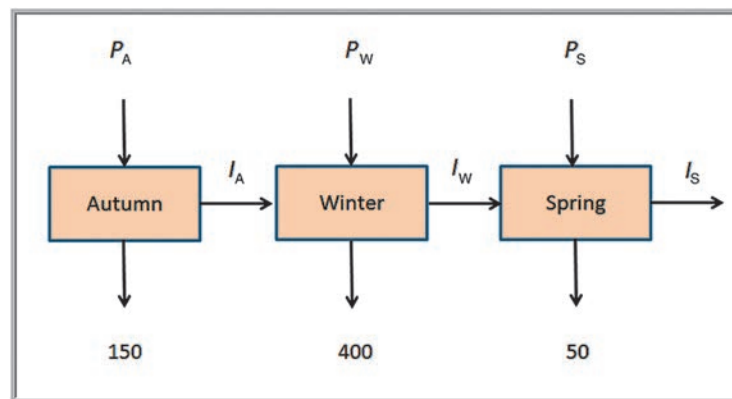 P_A P_W P_S
I_A I_W I_S
Autumn Winter Spring
150 400 50